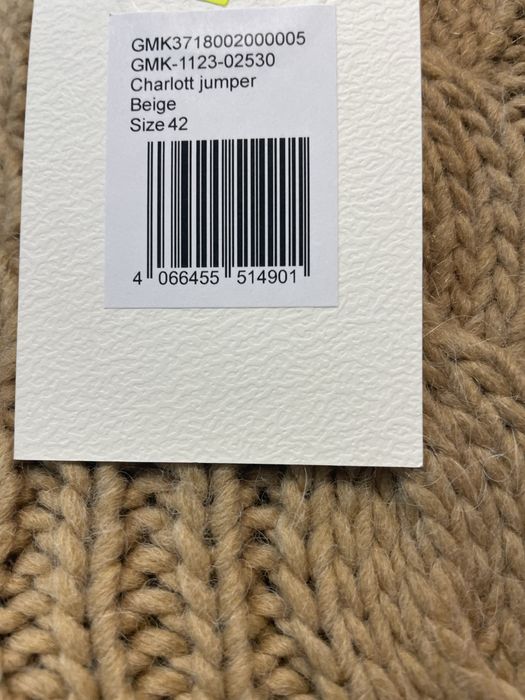 GMK3718002000005
GMK-1123-02530
Charlott jumper
Beige
Size 42
4 066455 514901